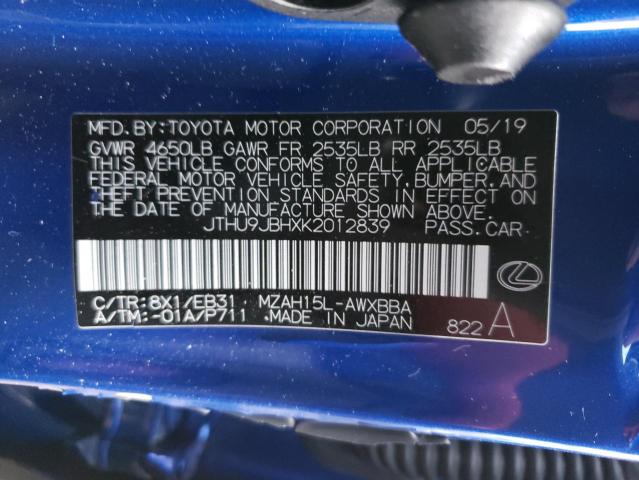 MFD. BY: TOYOTA MOTOR CORPORATION 05/19
GVWR 4650LB GAWR FR 2535LB RR 2535LB
THIS VEHICLE CONFORMS TO ALL APPLICABLE
FEDERAL MOTOR VEHICLE SAFETY, BUMPER, AND
THEFT PREVENTION STANDARDS IN EFFECT ON
THE DATE OF MANUFACTURE SHOWN ABOVE.
JTHU9JBHXK2012839 PASS. CAR
C/TR: 8X1/EB31 MZAH15L-AWXBBA
A/TM: -01A/P711 MADE IN JAPAN 822 A